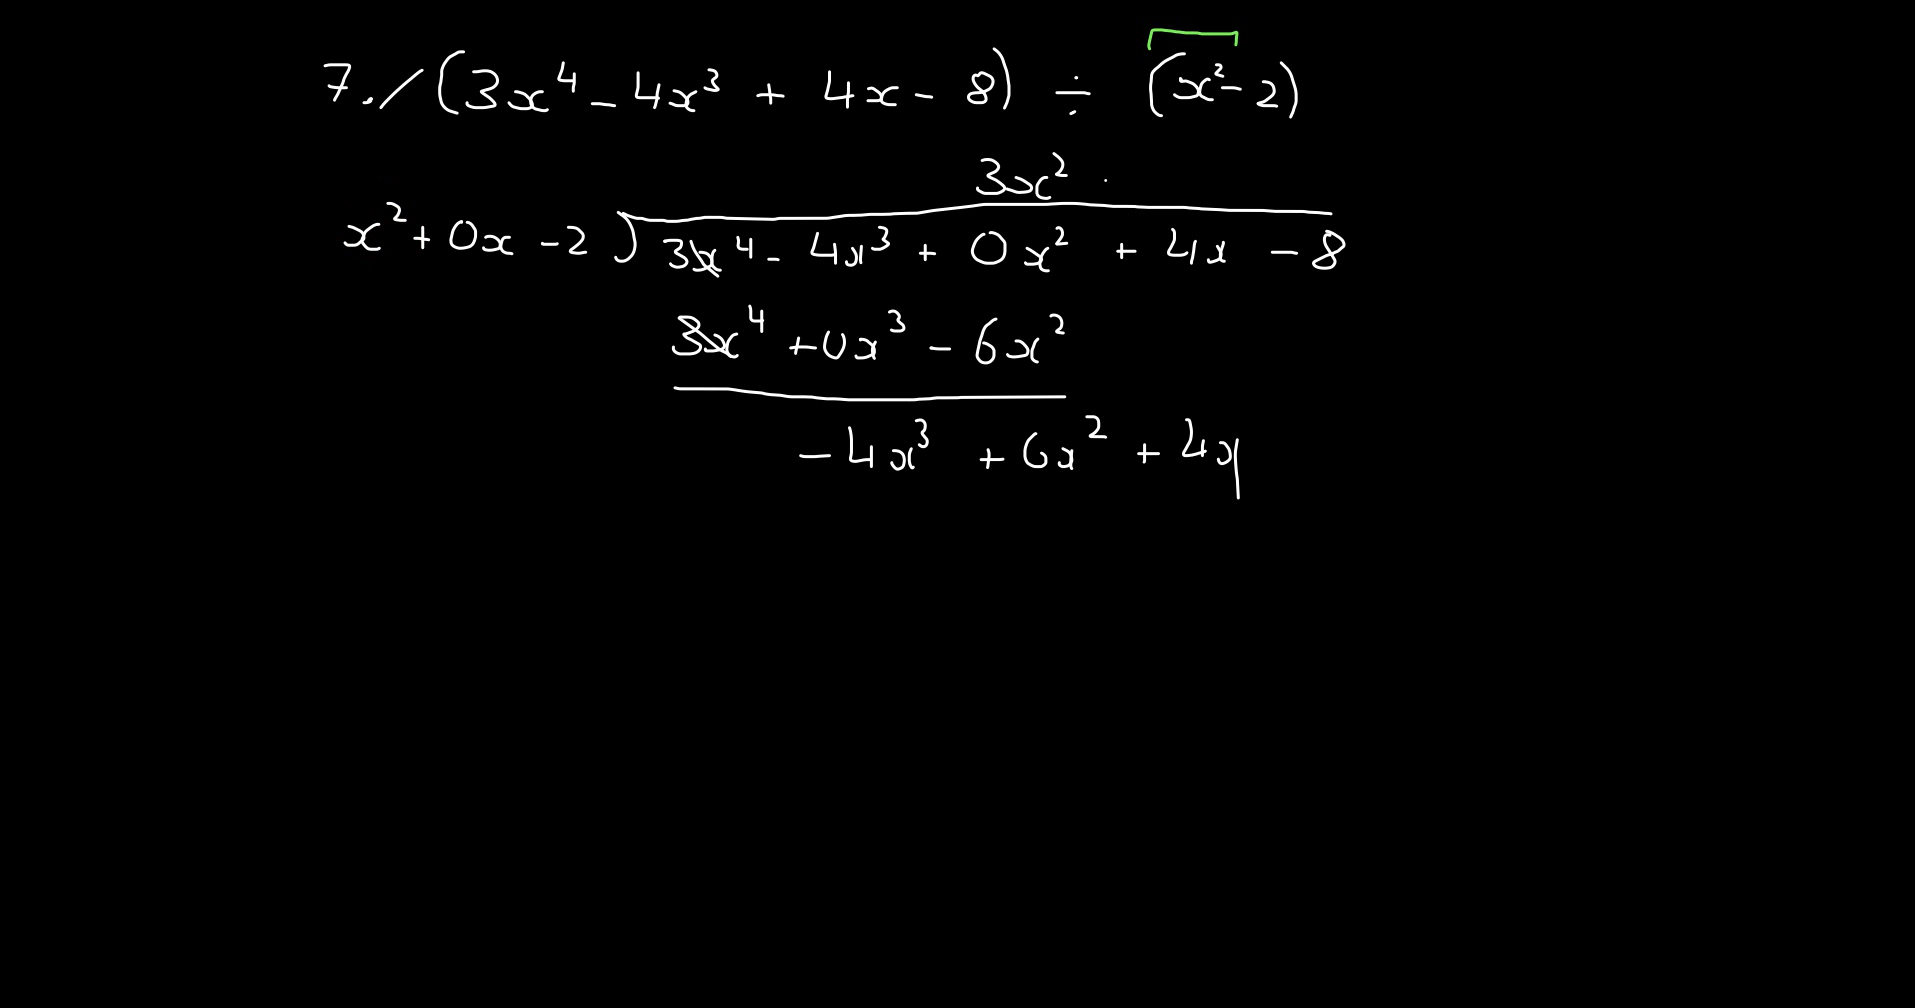 7./ (3x⁴ - 4x³ + 4x - 8) ÷ (x² - 2)
3x²
x² + 0x - 2 ) 3x⁴ - 4x³ + 0x² + 4x - 8
3x⁴ + 0x³ - 6x²
- 4x³ + 6x² + 4x